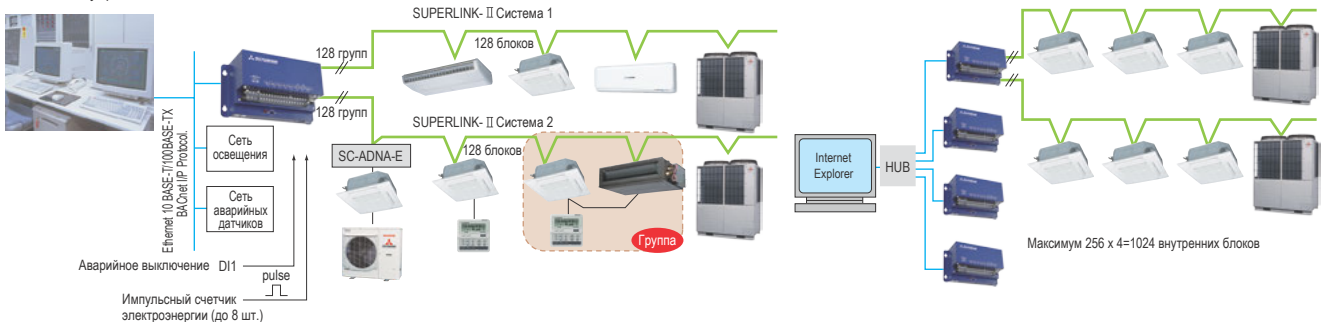 SUPERLINK- II Система 1
128 групп
128 блоков
128 групп
SUPERLINK- II Система 2
128 блоков
SC-ADNA-E
Ethernet 10 BASE-T/100BASE-TX
BACnet I/P Protocol.
Сеть
освещения
Сеть
аварийных
датчиков
Группа
Аварийное выключение DI1
pulse
Импульсный счетчик
электроэнергии (до 8 шт.)
Internet
Explorer
HUB
Максимум 256 x 4=1024 внутренних блоков